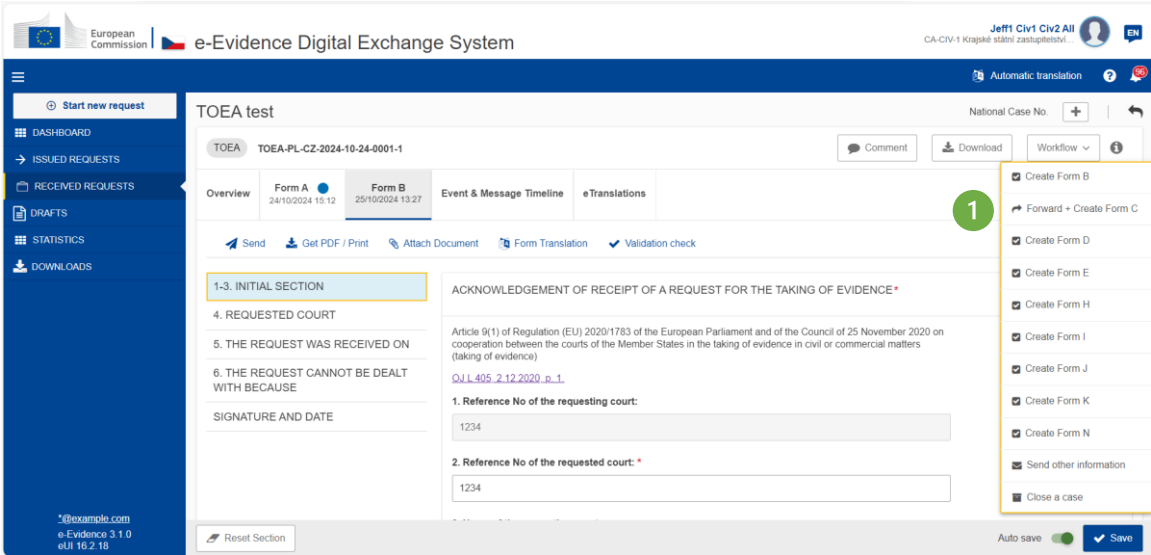 European
Commission
e-Evidence Digital Exchange System
Jeff1 Civ1 Civ2 All
CA-CIV-1 Krajské státní zastupitelství...
EN
Automatic translation
?
96
Start new request
DASHBOARD
ISSUED REQUESTS
RECEIVED REQUESTS
DRAFTS
STATISTICS
DOWNLOADS
*@example.com
e-Evidence 3.1.0
eUI 16.2.18
TOEA test
National Case No.
TOEA TOEA-PL-CZ-2024-10-24-0001-1
Comment
Download
Workflow
Overview
Form A
24/10/2024 15:12
Form B
25/10/2024 13:27
Event & Message Timeline
eTranslations
Send
Get PDF / Print
Attach Document
Form Translation
Validation check
1-3. INITIAL SECTION
4. REQUESTED COURT
5. THE REQUEST WAS RECEIVED ON
6. THE REQUEST CANNOT BE DEALT
WITH BECAUSE
SIGNATURE AND DATE
ACKNOWLEDGEMENT OF RECEIPT OF A REQUEST FOR THE TAKING OF EVIDENCE*
Article 9(1) of Regulation (EU) 2020/1783 of the European Parliament and of the Council of 25 November 2020 on
cooperation between the courts of the Member States in the taking of evidence in civil or commercial matters
(taking of evidence)
OJ L 405, 2.12.2020, p. 1.
1. Reference No of the requesting court:
1234
2. Reference No of the requested court: *
1234
1
Create Form B
Forward + Create Form C
Create Form D
Create Form E
Create Form H
Create Form I
Create Form J
Create Form K
Create Form N
Send other information
Close a case
Reset Section
Auto save
Save